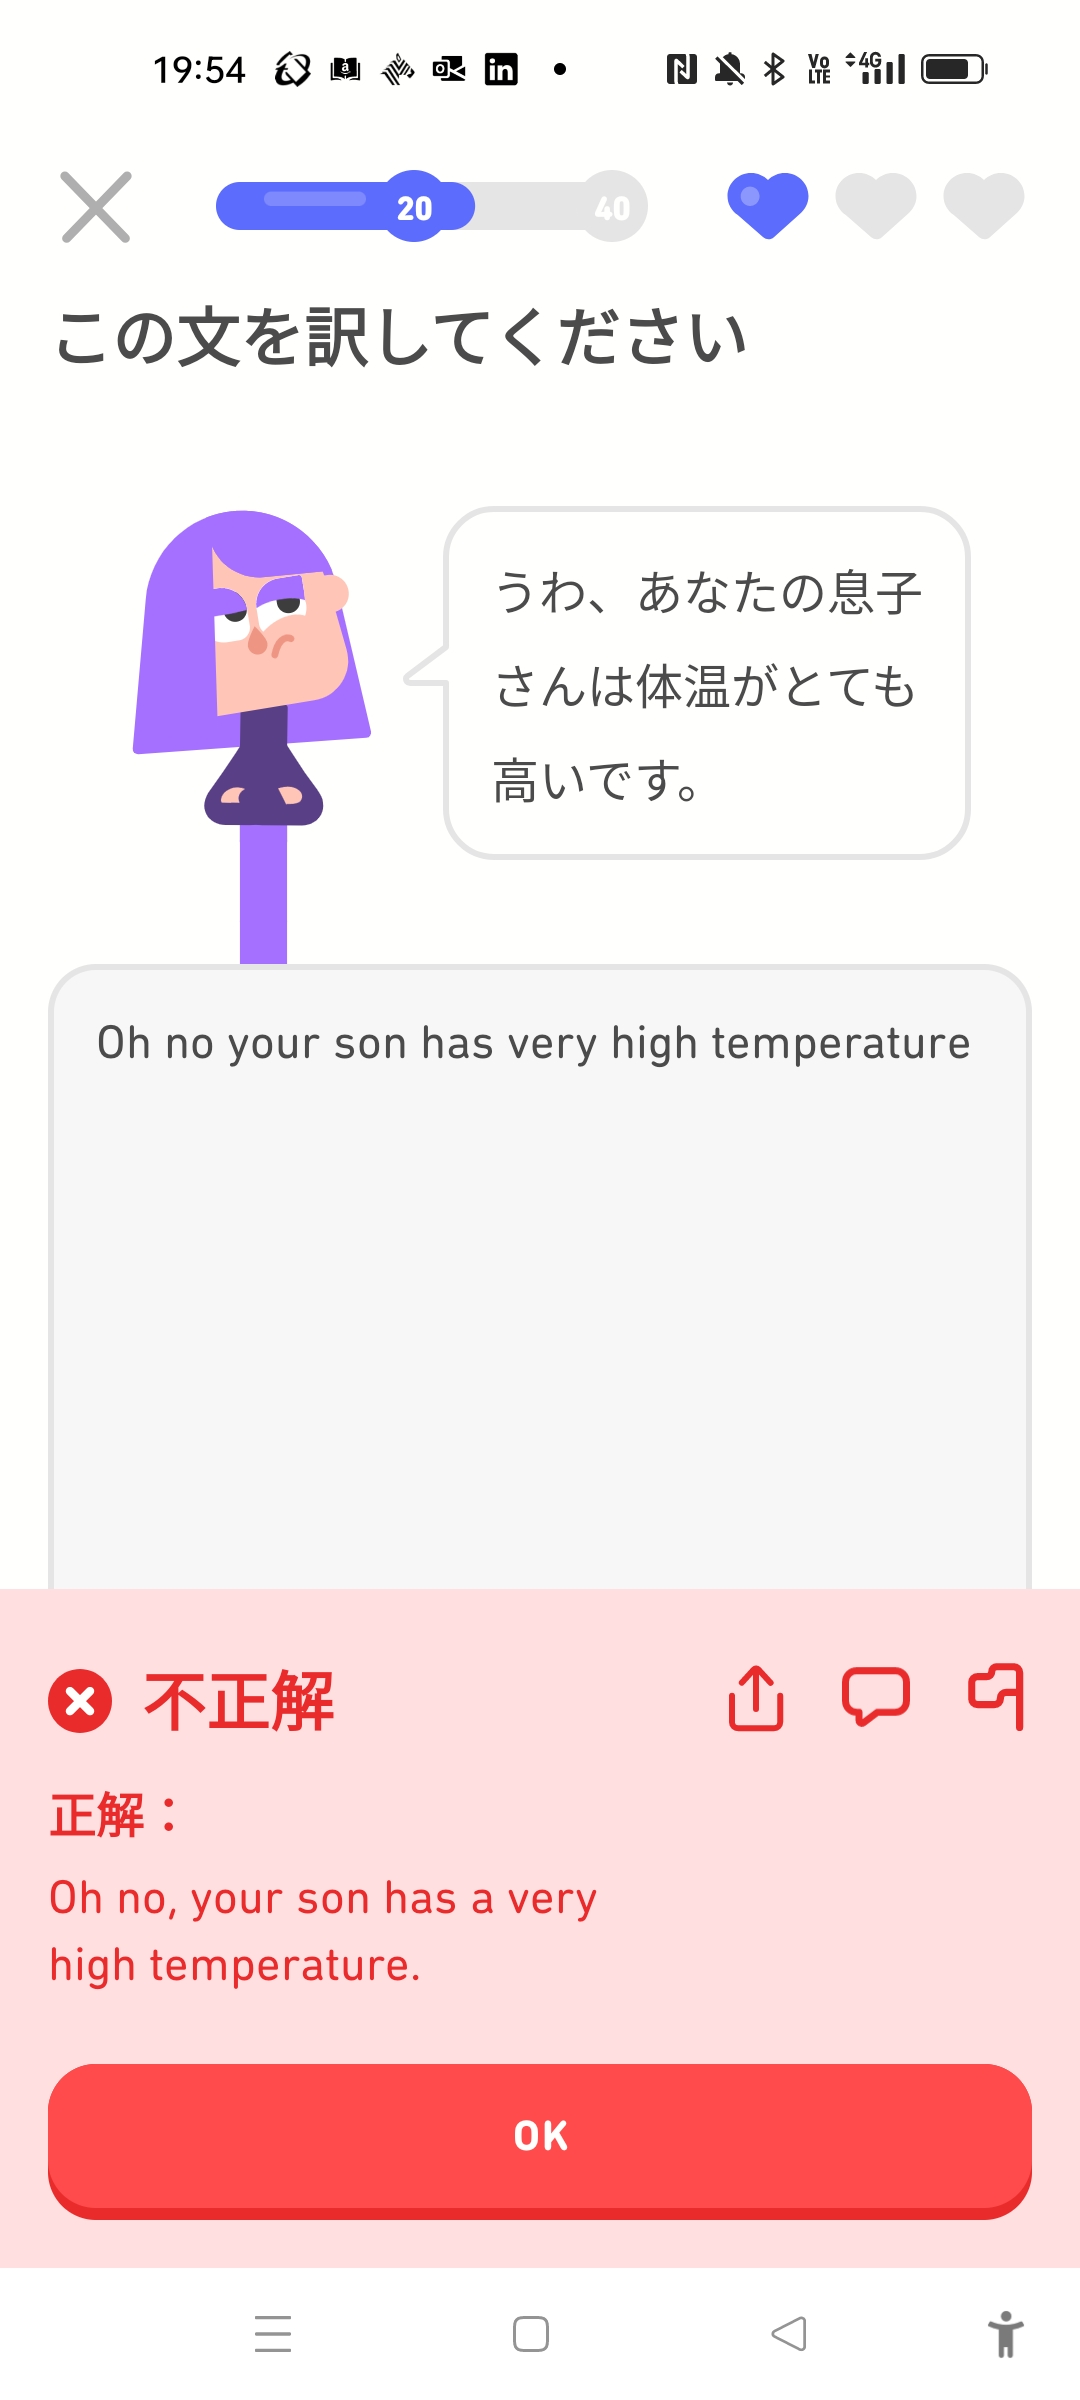 19:54
Vo LTE 4G
20 40
この文を訳してください
うわ、あなたの息子
さんは体温がとても
高いです。
Oh no your son has very high temperature
不正解
正解：
Oh no, your son has a very
high temperature.
OK